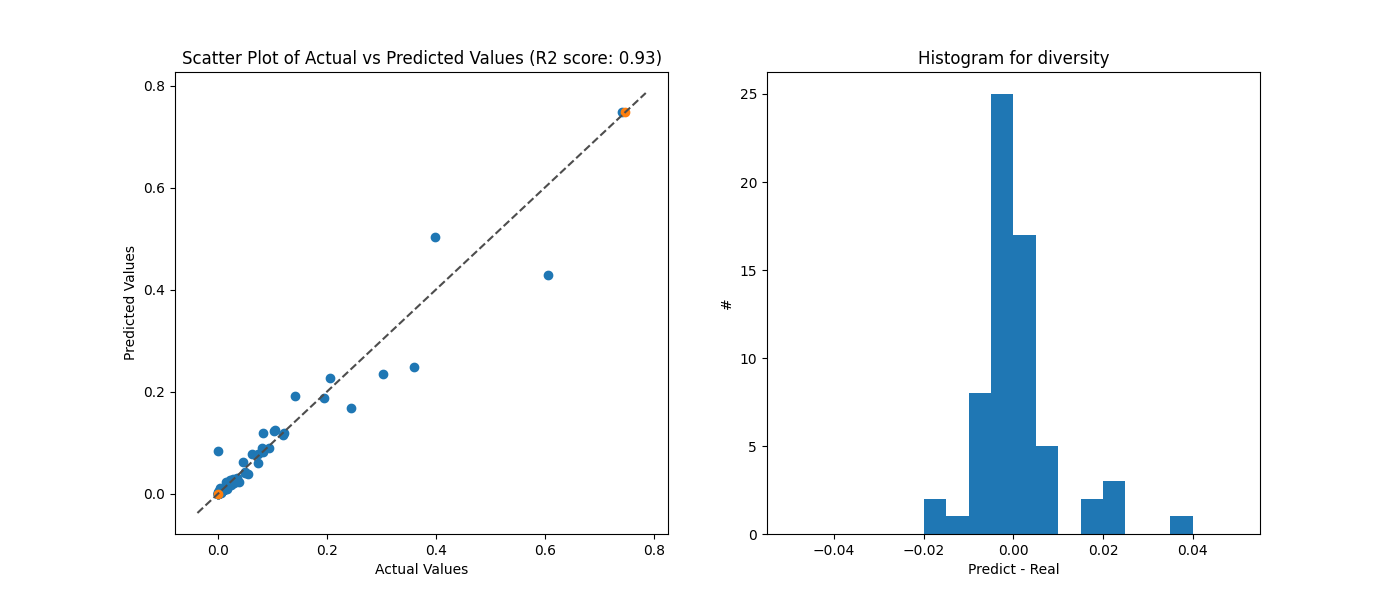 Scatter Plot of Actual vs Predicted Values (R2 score: 0.93)
0.8
0.6
0.4
0.2
0.0
Predicted Values
0.0 0.2 0.4 0.6 0.8
Actual Values
Histogram for diversity
25
20
15
10
5
0
#
−0.04 −0.02 0.00 0.02 0.04
Predict - Real